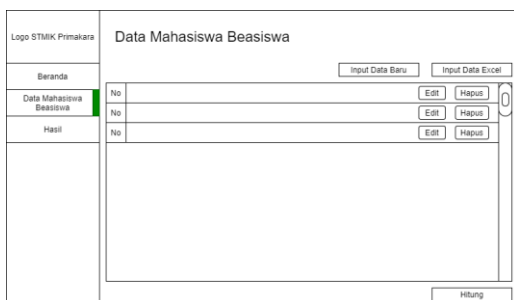 Logo STMIK Primakara
Data Mahasiswa Beasiswa
Input Data Baru
Input Data Excel
Beranda
Data Mahasiswa
Beasiswa
Hasil
No
Edit
Hapus
No
Edit
Hapus
No
Edit
Hapus
Hitung